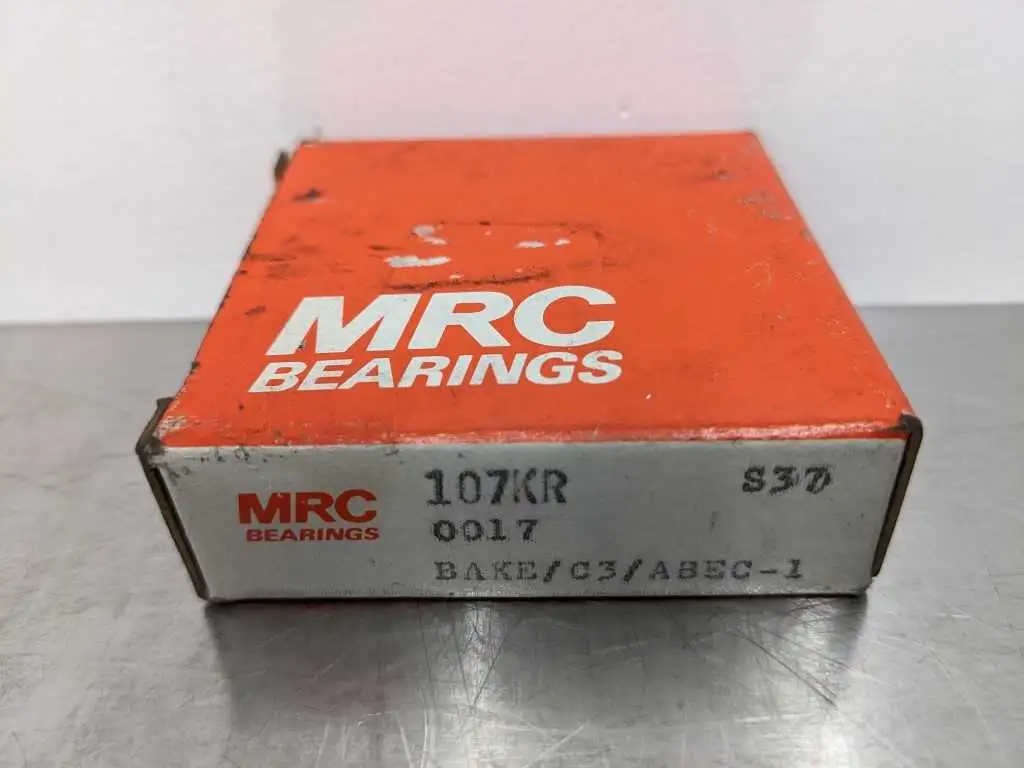 MRC
BEARINGS
MRC
BEARINGS
107KR
S37
0017
BAKE/C3/ABEC-1